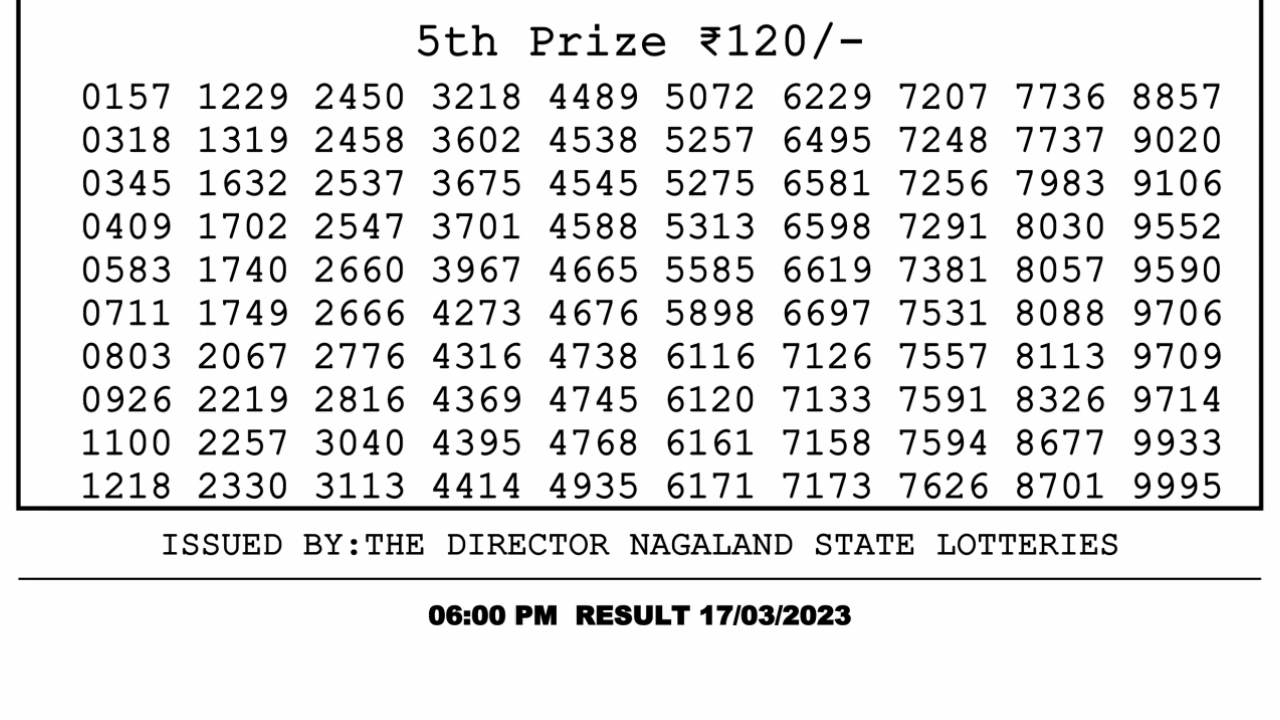 5th Prize ₹120/-
0157 1229 2450 3218 4489 5072 6229 7207 7736 8857
0318 1319 2458 3602 4538 5257 6495 7248 7737 9020
0345 1632 2537 3675 4545 5275 6581 7256 7983 9106
0409 1702 2547 3701 4588 5313 6598 7291 8030 9552
0583 1740 2660 3967 4665 5585 6619 7381 8057 9590
0711 1749 2666 4273 4676 5898 6697 7531 8088 9706
0803 2067 2776 4316 4738 6116 7126 7557 8113 9709
0926 2219 2816 4369 4745 6120 7133 7591 8326 9714
1100 2257 3040 4395 4768 6161 7158 7594 8677 9933
1218 2330 3113 4414 4935 6171 7173 7626 8701 9995
ISSUED BY:THE DIRECTOR NAGALAND STATE LOTTERIES
06:00 PM RESULT 17/03/2023